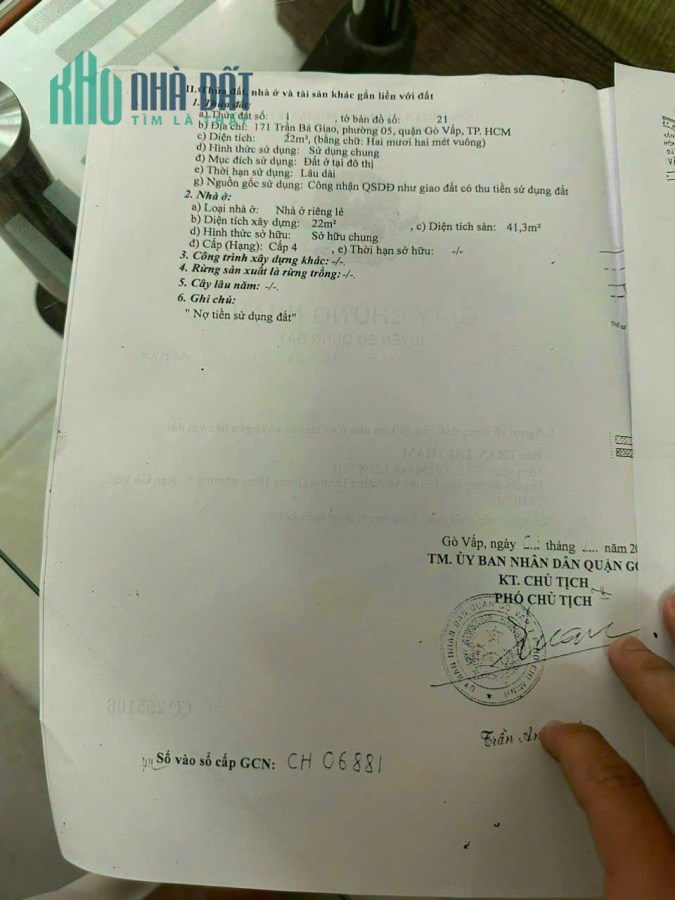 KHO NHÀ ĐẤT
TÌM LÀ THẤY
II. Thửa đất, nhà ở và tài sản khác gắn liền với đất
1. Thửa đất:
a) Thửa đất số: 1 , tờ bản đồ số: 21
b) Địa chỉ: 171 Trần Bá Giao, phường 05, quận Gò Vấp, TP. HCM
c) Diện tích: 22m², (bằng chữ: Hai mươi hai mét vuông)
d) Hình thức sử dụng: Sử dụng chung
đ) Mục đích sử dụng: Đất ở tại đô thị
e) Thời hạn sử dụng: Lâu dài
g) Nguồn gốc sử dụng: Công nhận QSDĐ như giao đất có thu tiền sử dụng đất
2. Nhà ở:
a) Loại nhà ở: Nhà ở riêng lẻ
b) Diện tích xây dựng: 22m² , c) Diện tích sàn: 41,3m²
d) Hình thức sở hữu: Sở hữu chung
đ) Cấp (Hạng): Cấp 4 , e) Thời hạn sở hữu: -/-
3. Công trình xây dựng khác: -/-.
4. Rừng sản xuất là rừng trồng: -/-.
5. Cây lâu năm: -/-.
6. Ghi chú:
" Nợ tiền sử dụng đất"
Gò Vấp, ngày tháng năm 20
TM. ỦY BAN NHÂN DÂN QUẬN GÒ
KT. CHỦ TỊCH
PHÓ CHỦ TỊCH
Trần An
Số vào sổ cấp GCN: CH 06881